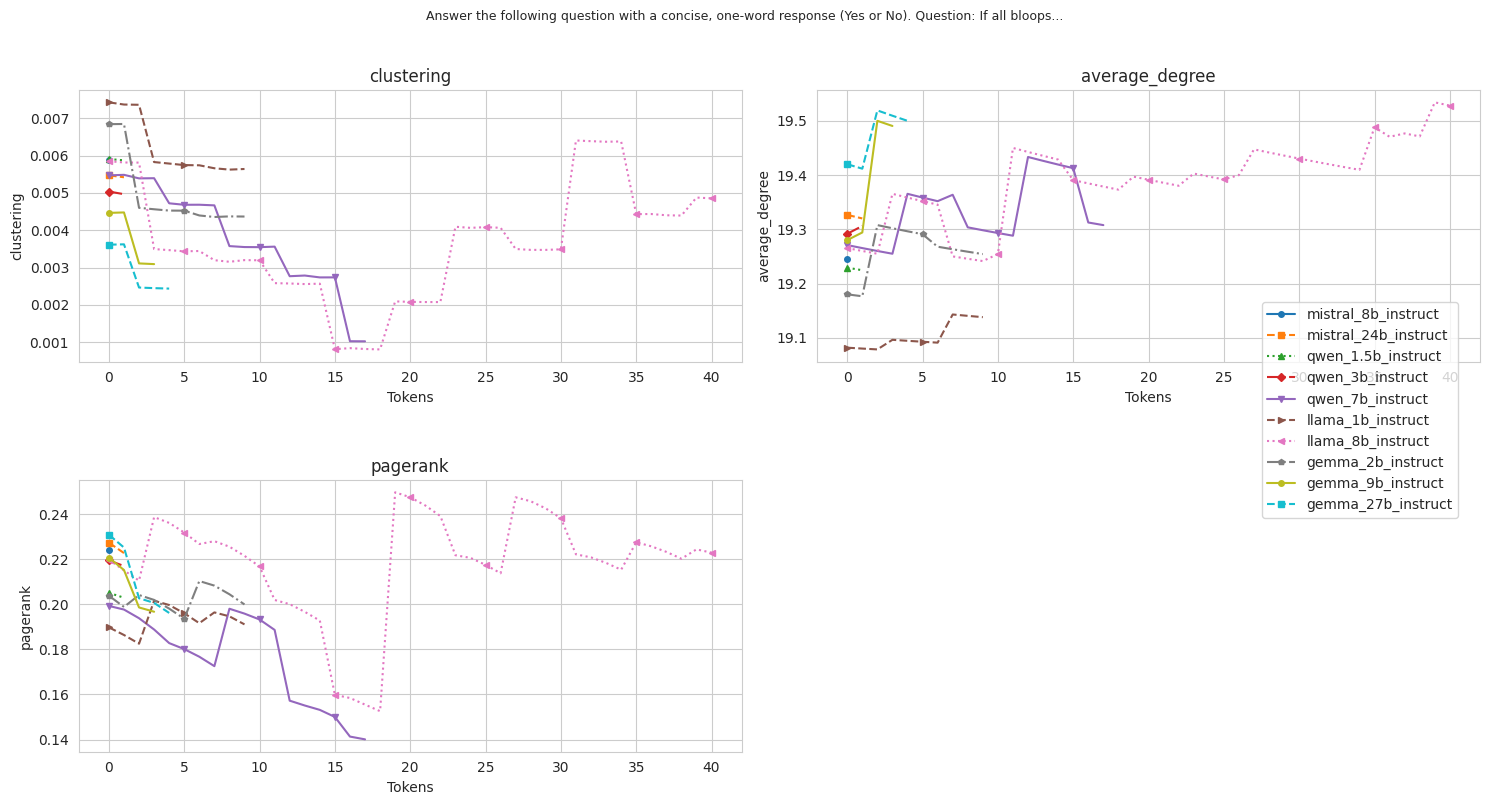 Answer the following question with a concise, one-word response (Yes or No). Question: If all bloops...
clustering
clustering
0.007
0.006
0.005
0.004
0.003
0.002
0.001
0 5 10 15 20 25 30 35 40
Tokens
average_degree
average_degree
19.5
19.4
19.3
19.2
19.1
0 5 10 15 20 25 30 35 40
Tokens
mistral_8b_instruct
mistral_24b_instruct
qwen_1.5b_instruct
qwen_3b_instruct
qwen_7b_instruct
llama_1b_instruct
llama_8b_instruct
gemma_2b_instruct
gemma_9b_instruct
gemma_27b_instruct
pagerank
pagerank
0.24
0.22
0.20
0.18
0.16
0.14
0 5 10 15 20 25 30 35 40
Tokens